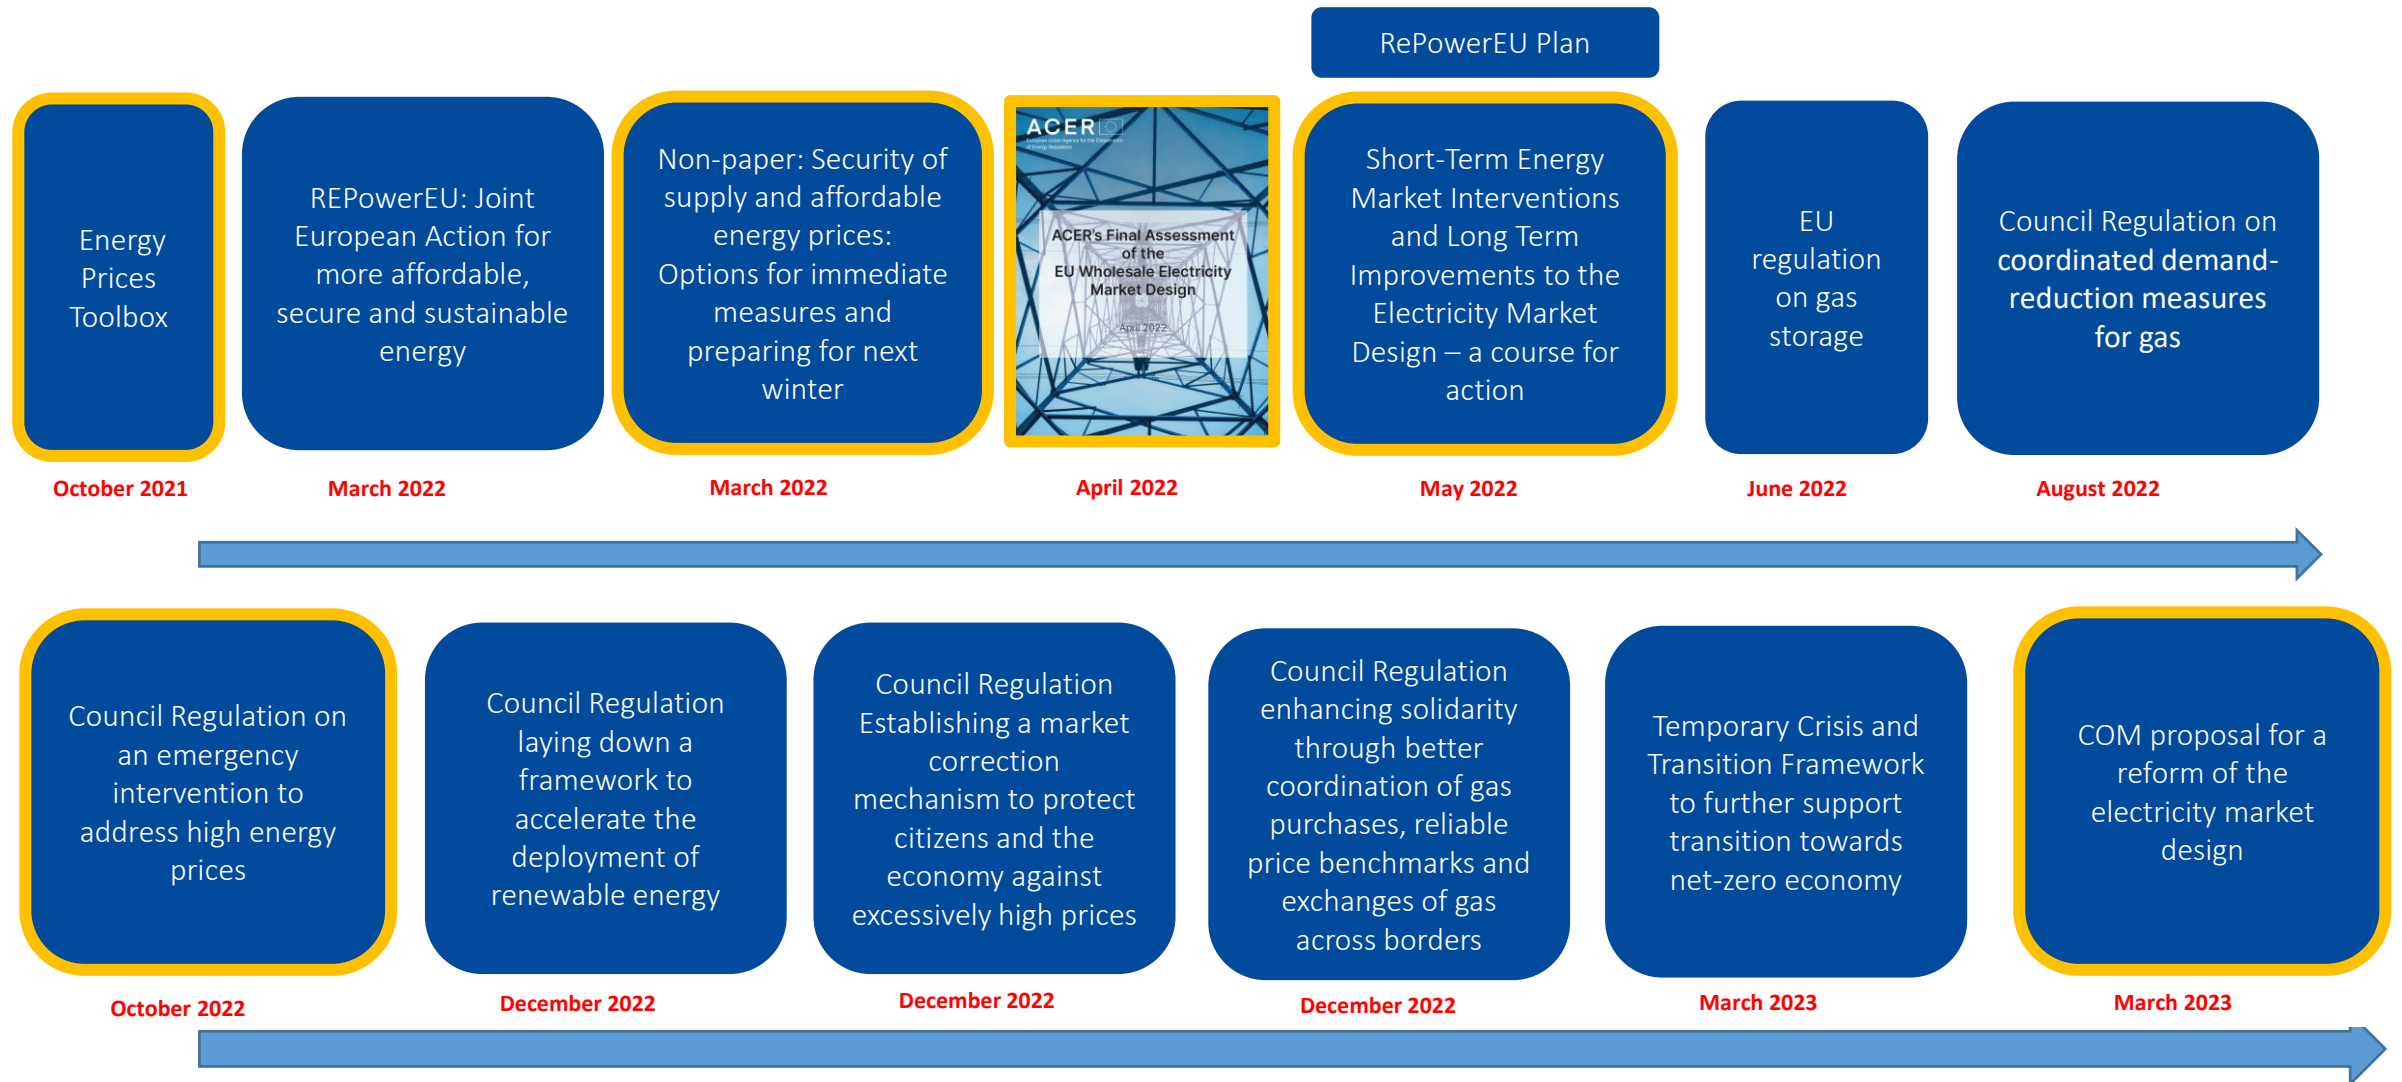 RePowerEU Plan
Energy
Prices
Toolbox
October 2021
REPowerEU: Joint
European Action for
more affordable,
secure and sustainable
energy
March 2022
Non-paper: Security of
supply and affordable
energy prices:
Options for immediate
measures and
preparing for next
winter
March 2022
ACER
European Union Agency for the Cooperation
of Energy Regulators
ACER's Final Assessment
of the
EU Wholesale Electricity
Market Design
April 2022
April 2022
Short-Term Energy
Market Interventions
and Long Term
Improvements to the
Electricity Market
Design – a course for
action
May 2022
EU
regulation
on gas
storage
June 2022
Council Regulation on
coordinated demand-
reduction measures
for gas
August 2022
Council Regulation on
an emergency
intervention to
address high energy
prices
October 2022
Council Regulation
laying down a
framework to
accelerate the
deployment of
renewable energy
December 2022
Council Regulation
Establishing a market
correction
mechanism to protect
citizens and the
economy against
excessively high prices
December 2022
Council Regulation
enhancing solidarity
through better
coordination of gas
purchases, reliable
price benchmarks and
exchanges of gas
across borders
December 2022
Temporary Crisis and
Transition Framework
to further support
transition towards
net-zero economy
March 2023
COM proposal for a
reform of the
electricity market
design
March 2023